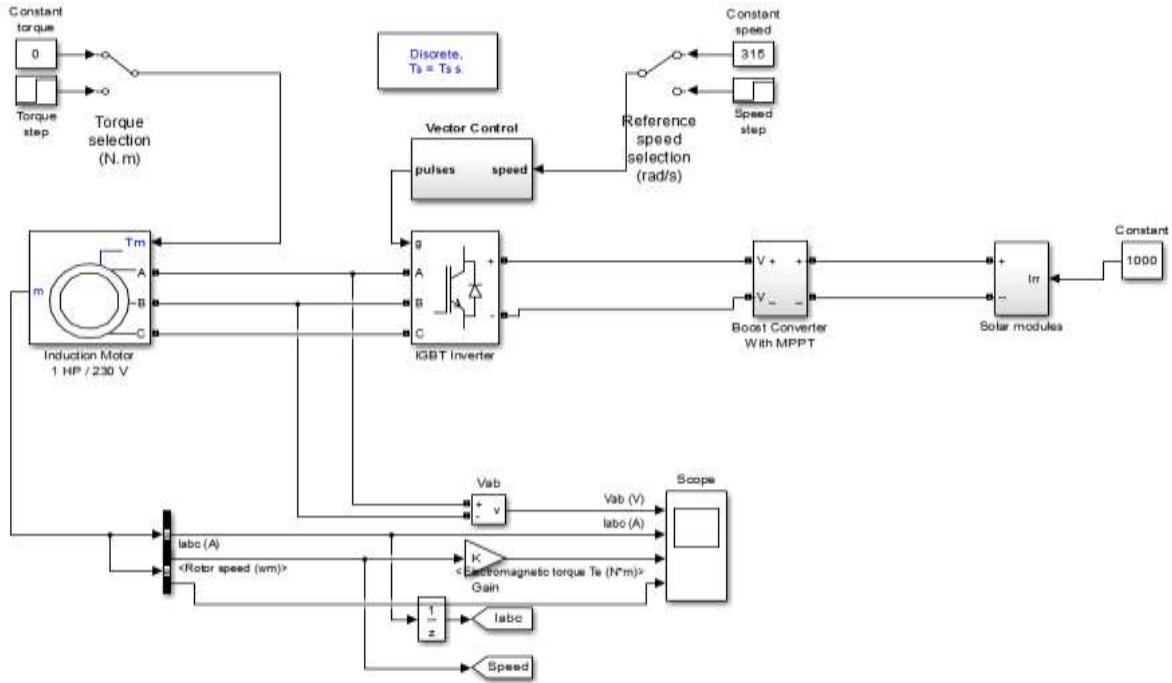 Constant
torque
0
Torque
step
Torque
selection
(N.m)
Discrete,
Ts = Ts s.
Constant
speed
315
Speed
step
Reference
speed
selection
(rad/s)
Vector Control
pulses
speed
Tm
m
A
B
C
Induction Motor
1 HP / 230 V
g
A
B
C
+
-
IGBT Inverter
V +
V _
+
_
Boost Converter
With MPPT
+
--
Irr
Solar modules
Constant
1000
Vab
+
-
v
Scope
Vab (V)
Iabc (A)
Iabc (A)
<Rotor speed (wm)>
K
<Electromagnetic torque Te (N*m)>
Gain
1
z
Iabc
Speed